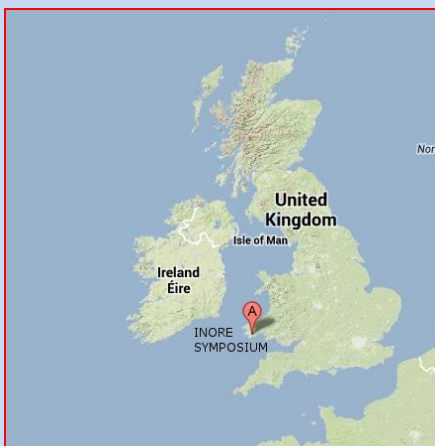 Nor
United
Kingdom
Isle of Man
Ireland
Éire
A
INORE
SYMPOSIUM